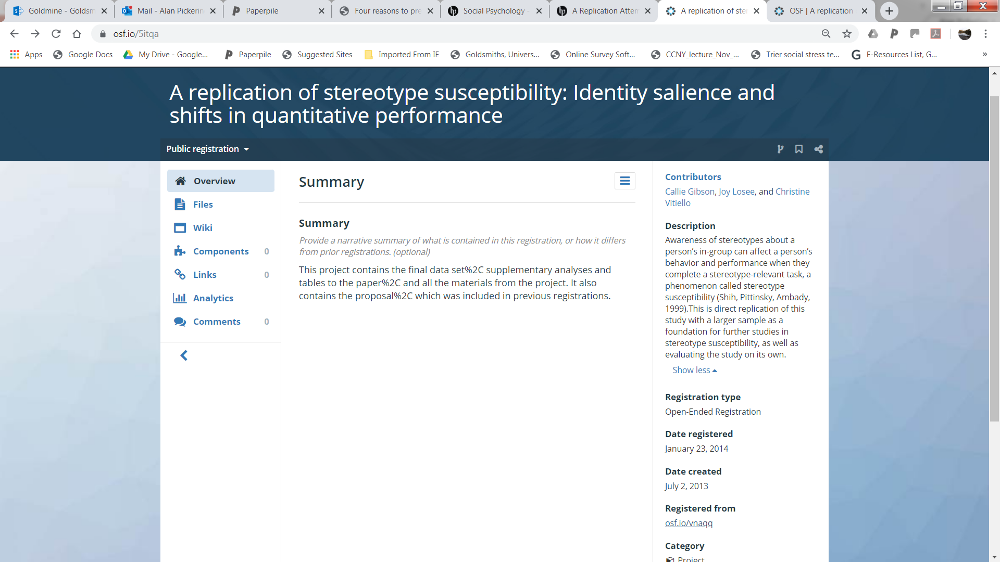 Goldmine - Goldsm
Mail - Alan Pickerin
Paperpile
Four reasons to pre
Social Psychology -
A Replication Attem
A replication of ste
OSF | A replication
osf.io/5itqa
Apps
Google Docs
My Drive - Google...
Paperpile
Suggested Sites
Imported From IE
Goldsmiths, Univers...
Online Survey Soft...
CCNY_lecture_Nov_...
Trier social stress te...
E-Resources List, G...
»
A replication of stereotype susceptibility: Identity salience and
shifts in quantitative performance
Public registration
Overview
Files
Wiki
Components 0
Links 0
Analytics
Comments 0
Summary
Summary
Provide a narrative summary of what is contained in this registration, or how it differs
from prior registrations. (optional)
This project contains the final data set%2C supplementary analyses and
tables to the paper%2C and all the materials from the project. It also
contains the proposal%2C which was included in previous registrations.
Contributors
Callie Gibson, Joy Losee, and Christine
Vitiello
Description
Awareness of stereotypes about a
person’s in-group can affect a person’s
behavior and performance when they
complete a stereotype-relevant task, a
phenomenon called stereotype
susceptibility (Shih, Pittinsky, Ambady,
1999).This is direct replication of this
study with a larger sample as a
foundation for further studies in
stereotype susceptibility, as well as
evaluating the study on its own.
Show less
Registration type
Open-Ended Registration
Date registered
January 23, 2014
Date created
July 2, 2013
Registered from
osf.io/vnaqq
Category
Project